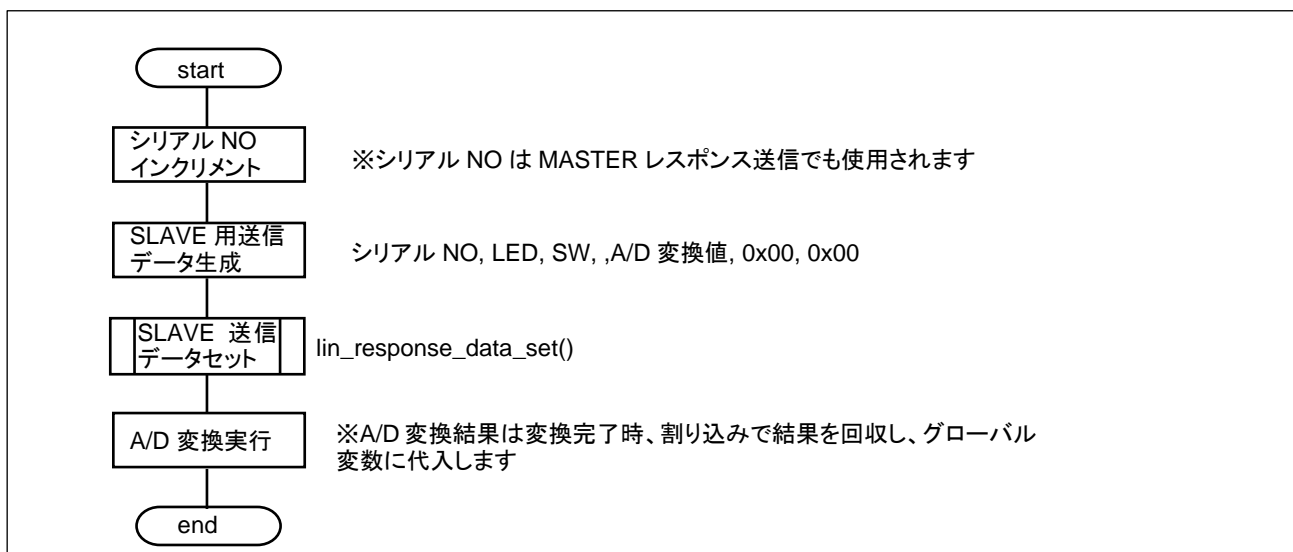 start
シリアル NO
インクリメント
※シリアル NO は MASTER レスポンス送信でも使用されます
SLAVE 用送信
データ生成
シリアル NO, LED, SW, ,A/D 変換値, 0x00, 0x00
SLAVE 送信
データセット
lin_response_data_set()
A/D 変換実行
※A/D 変換結果は変換完了時、割り込みで結果を回収し、グローバル
変数に代入します
end